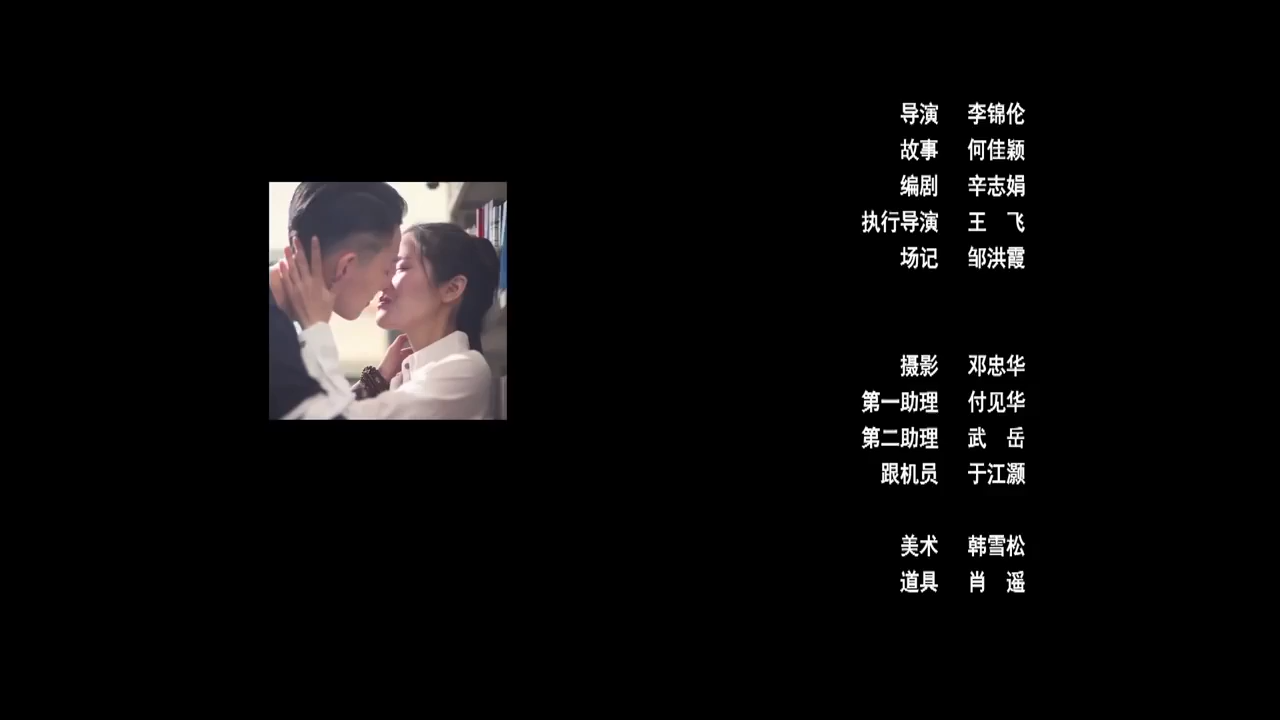 导演 李锦伦
故事 何佳颖
编剧 辛志娟
执行导演 王 飞
场记 邹洪霞
摄影 邓忠华
第一助理 付见华
第二助理 武 岳
跟机员 于江灏
美术 韩雪松
道具 肖 遥